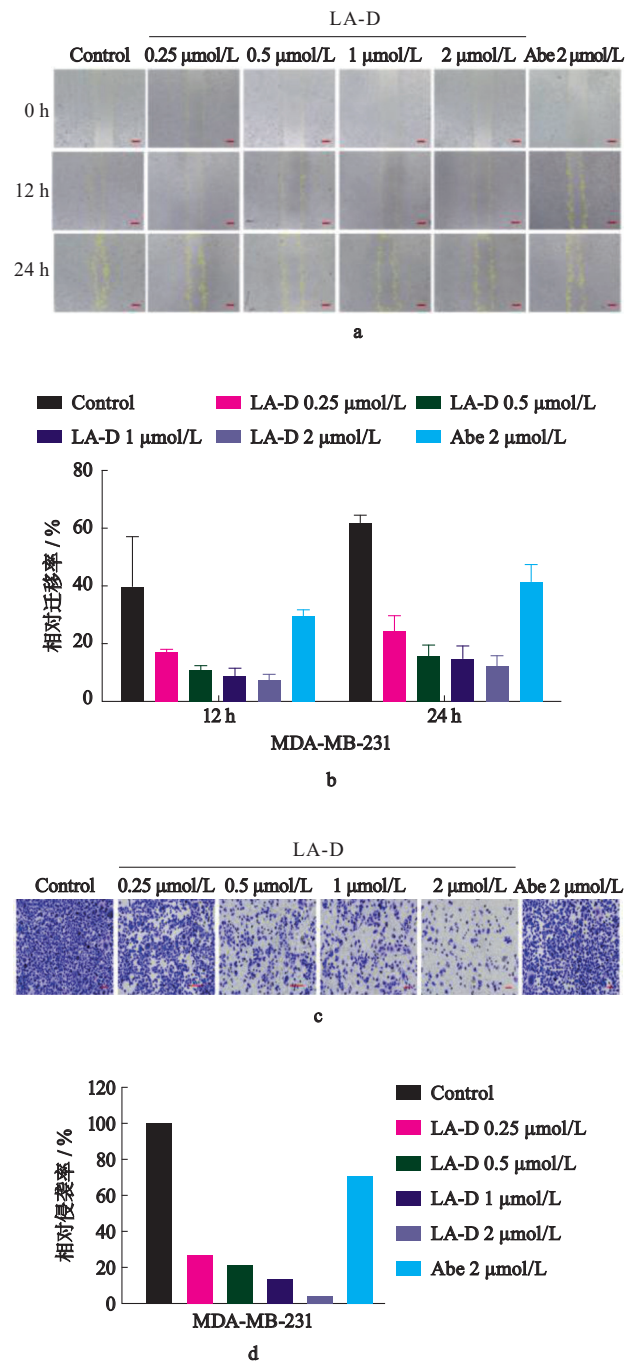 LA-D
Control 0.25 μmol/L 0.5 μmol/L 1 μmol/L 2 μmol/L Abe 2 μmol/L
0 h
12 h
24 h
a
Control LA-D 0.25 μmol/L LA-D 0.5 μmol/L
LA-D 1 μmol/L LA-D 2 μmol/L Abe 2 μmol/L
80
60
40
20
0
相对迁移率 / %
12 h 24 h
MDA-MB-231
b
LA-D
Control 0.25 μmol/L 0.5 μmol/L 1 μmol/L 2 μmol/L Abe 2 μmol/L
c
120
100
80
60
40
20
0
相对侵袭率 / %
Control
LA-D 0.25 μmol/L
LA-D 0.5 μmol/L
LA-D 1 μmol/L
LA-D 2 μmol/L
Abe 2 μmol/L
MDA-MB-231
d